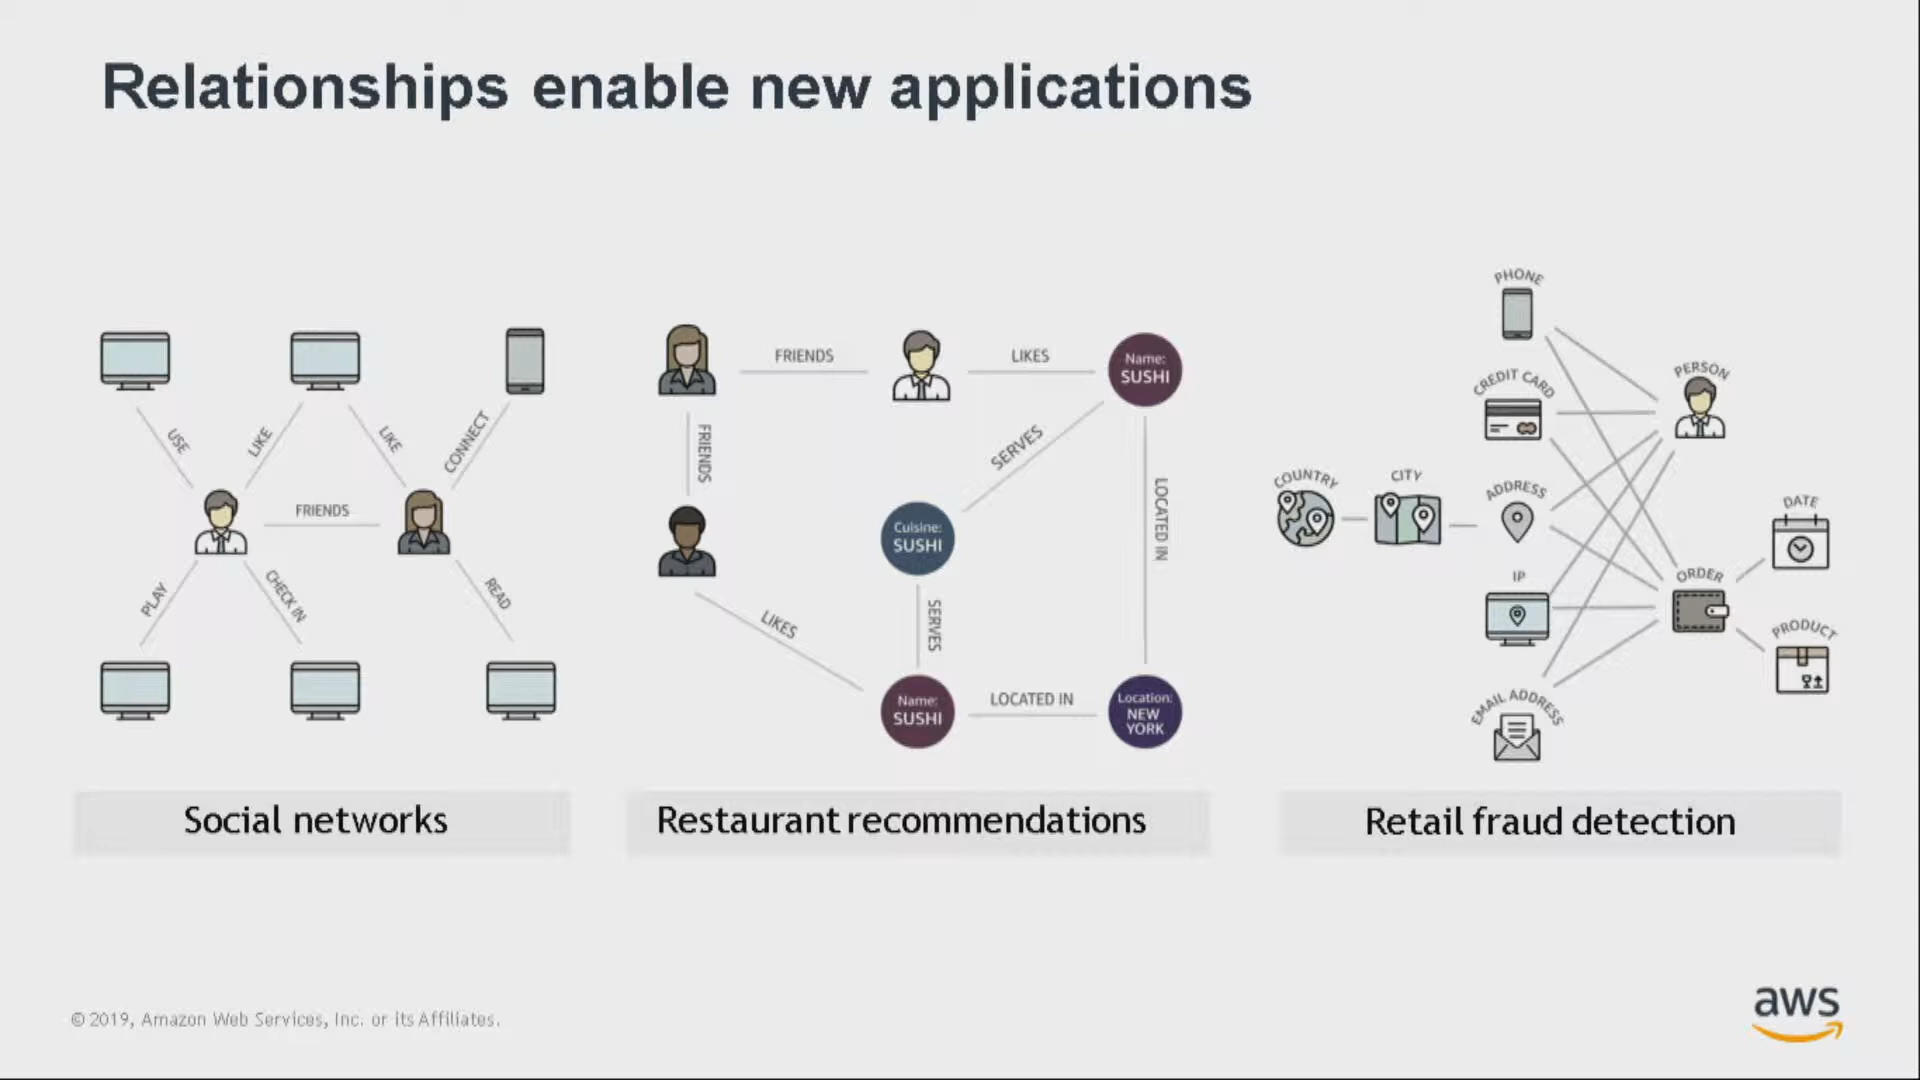 Relationships enable new applications
USE
LIKE
LIKE
CONNECT
FRIENDS
PLAY
CHECK IN
READ
Social networks
FRIENDS
LIKES
Name:
SUSHI
FRIENDS
SERVES
LOCATED IN
Cuisine:
SUSHI
LIKES
SERVES
Name:
SUSHI
LOCATED IN
Location:
NEW
YORK
Restaurant recommendations
PHONE
CREDIT CARD
PERSON
COUNTRY
CITY
ADDRESS
DATE
IP
ORDER
PRODUCT
EMAIL ADDRESS
Retail fraud detection
© 2019, Amazon Web Services, Inc. or its Affiliates.
aws